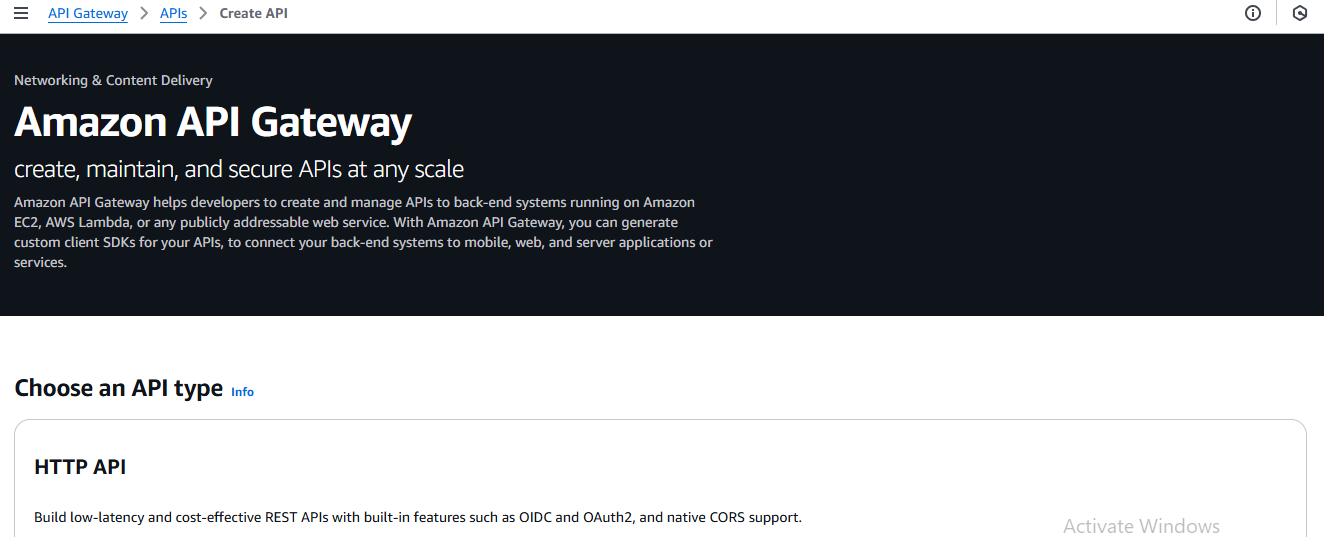 API Gateway > APIs > Create API
Networking & Content Delivery
Amazon API Gateway
create, maintain, and secure APIs at any scale
Amazon API Gateway helps developers to create and manage APIs to back-end systems running on Amazon
EC2, AWS Lambda, or any publicly addressable web service. With Amazon API Gateway, you can generate
custom client SDKs for your APIs, to connect your back-end systems to mobile, web, and server applications or
services.
Choose an API type Info
HTTP API
Build low-latency and cost-effective REST APIs with built-in features such as OIDC and OAuth2, and native CORS support.
Activate Windows